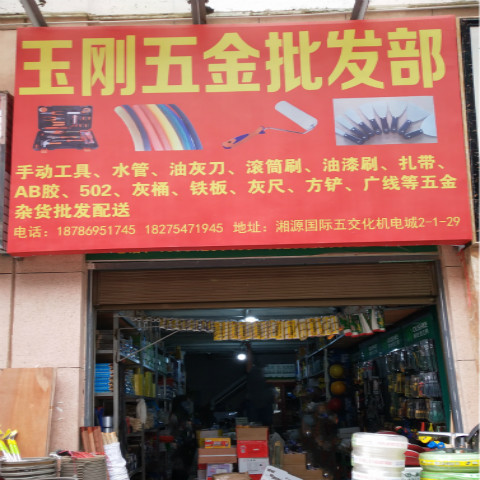 玉刚五金批发部
手动工具、水管、油灰刀、滚筒刷、油漆刷、扎带、
AB胶、502、灰桶、铁板、灰尺、方铲、广线等五金
杂货批发配送
电话：18786951745 18275471945 地址：湘源国际五交化机电城2-1-29